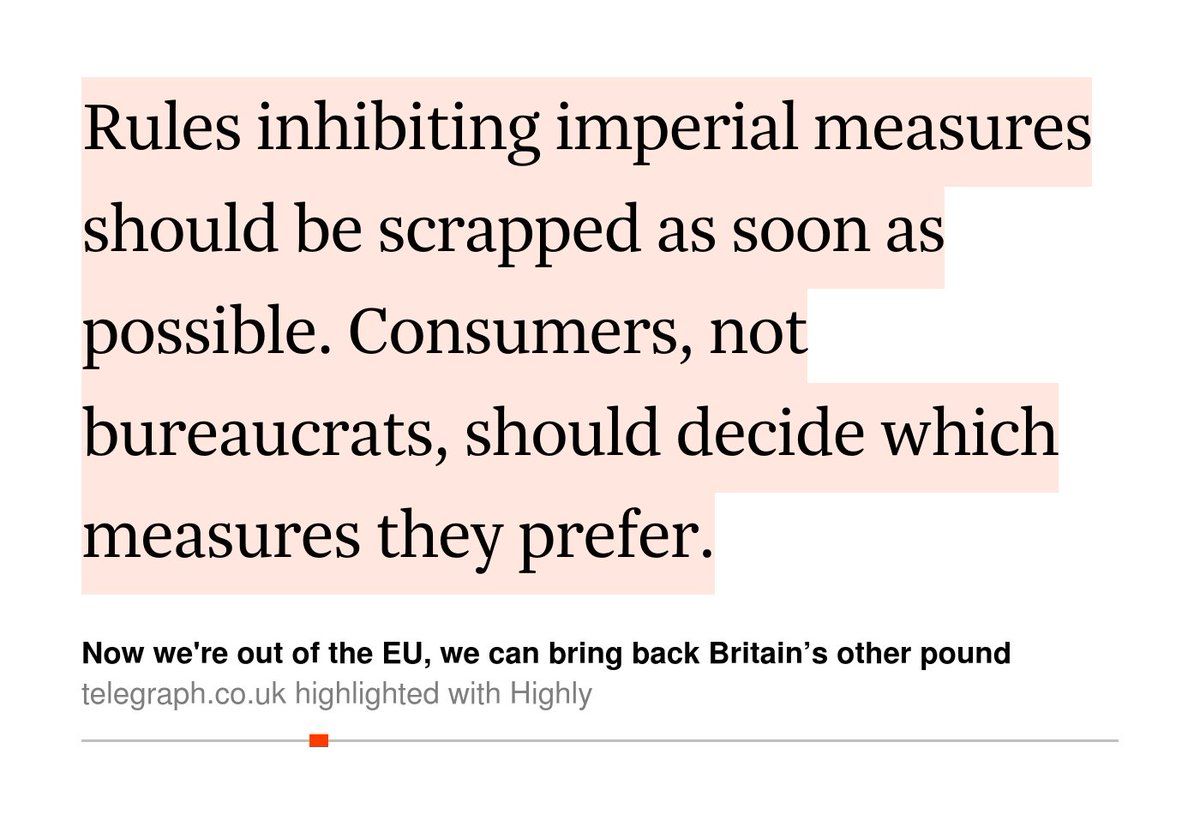 Rules inhibiting imperial measures
should be scrapped as soon as
possible. Consumers, not
bureaucrats, should decide which
measures they prefer.
Now we're out of the EU, we can bring back Britain’s other pound
telegraph.co.uk highlighted with Highly